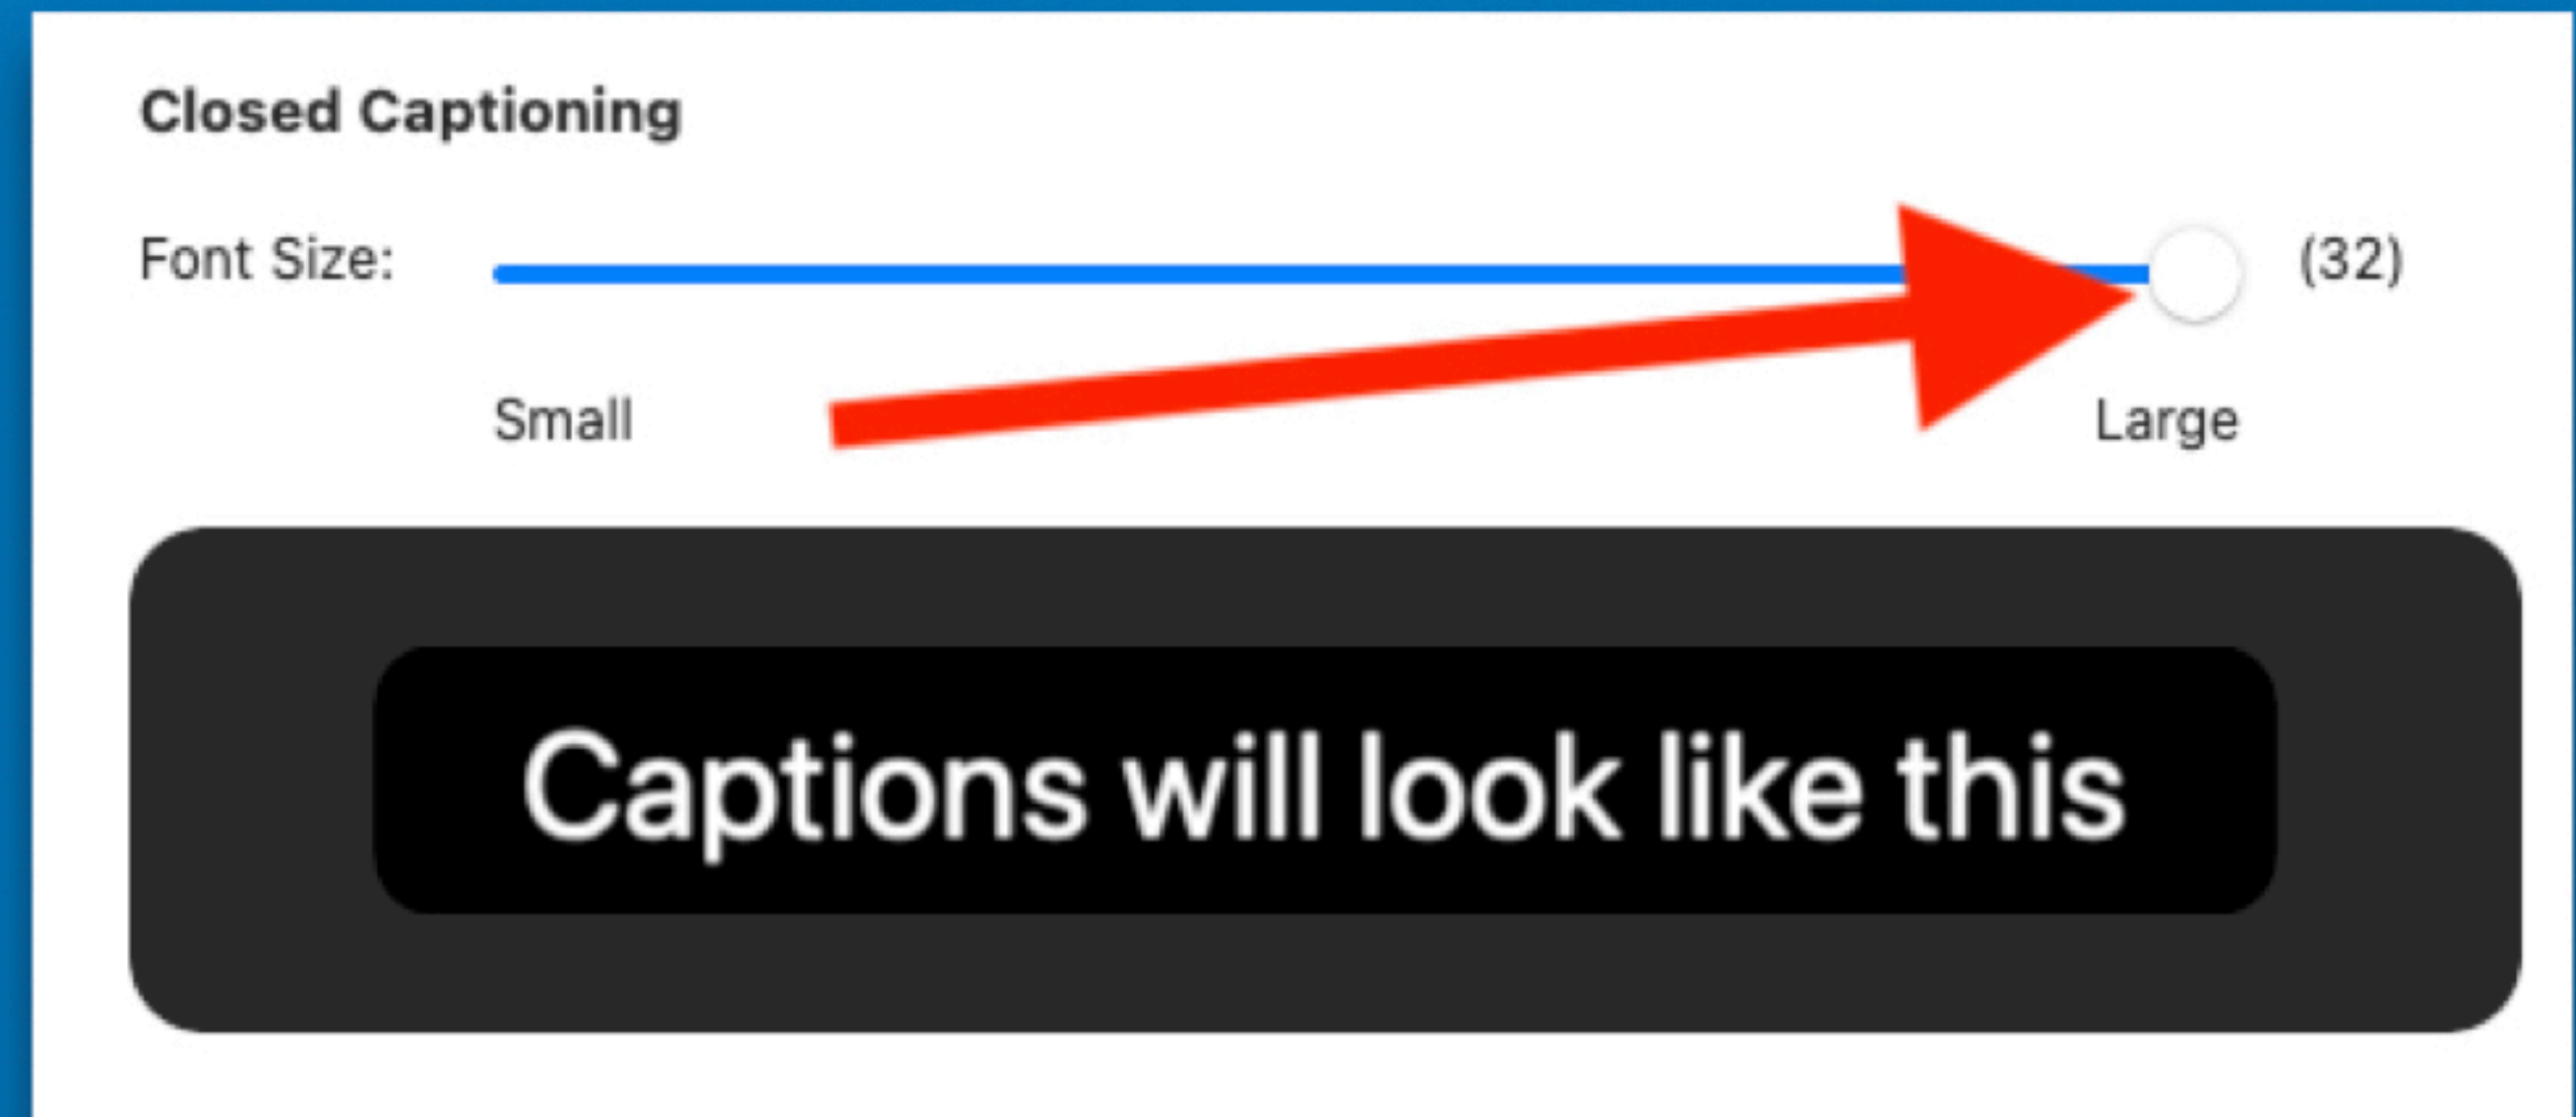 Closed Captioning
Font Size: (32)
Small Large
Captions will look like this